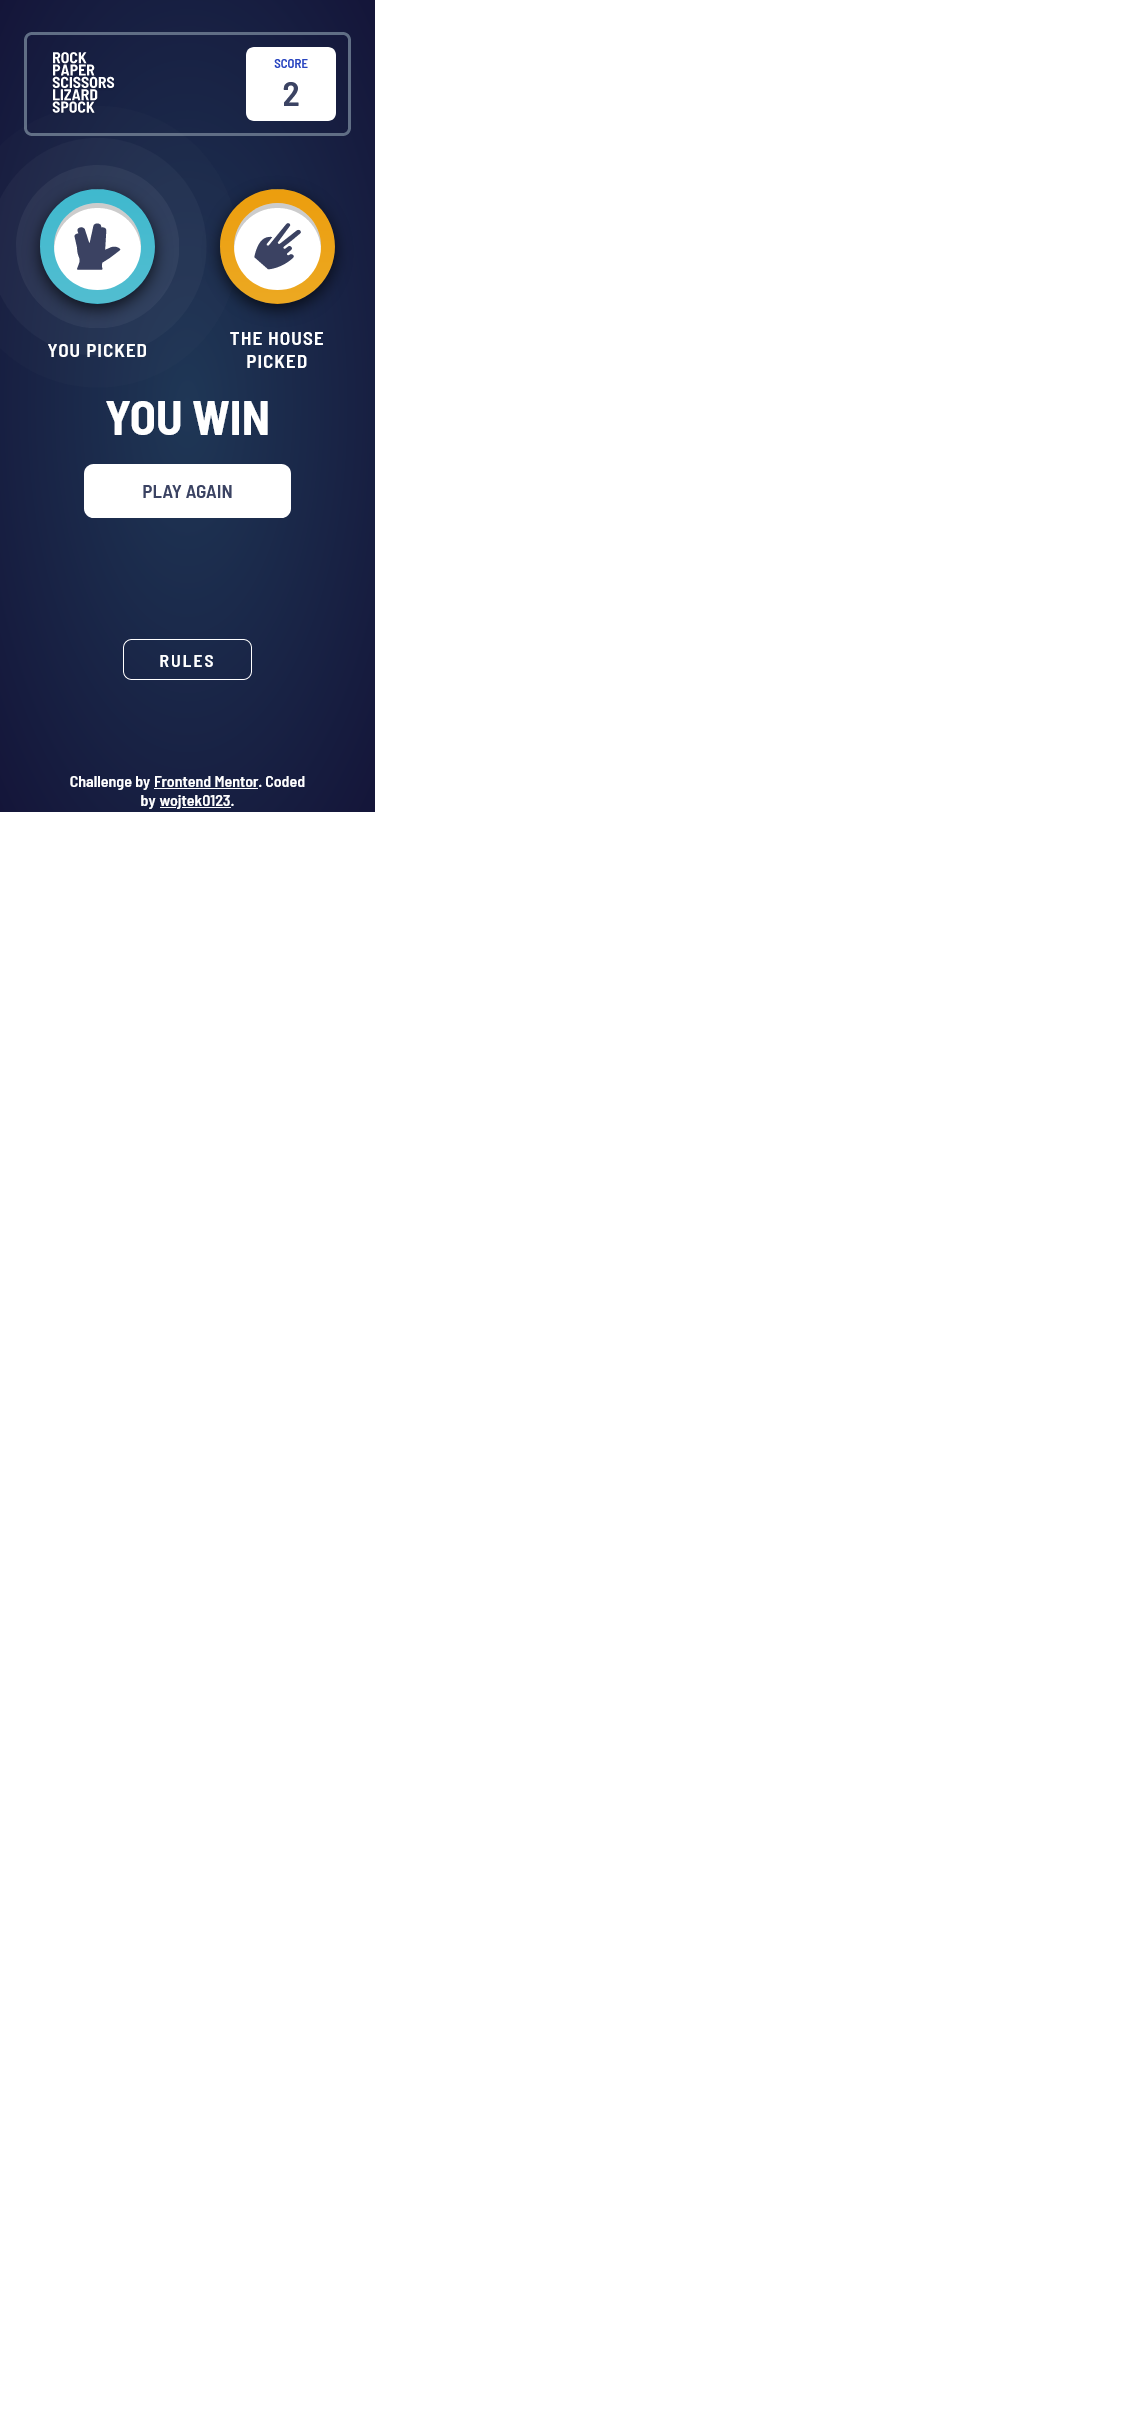 ROCK
PAPER
SCISSORS
LIZARD
SPOCK
SCORE
2
YOU PICKED
THE HOUSE
PICKED
YOU WIN
PLAY AGAIN
RULES
Challenge by Frontend Mentor. Coded
by wojtek0123.